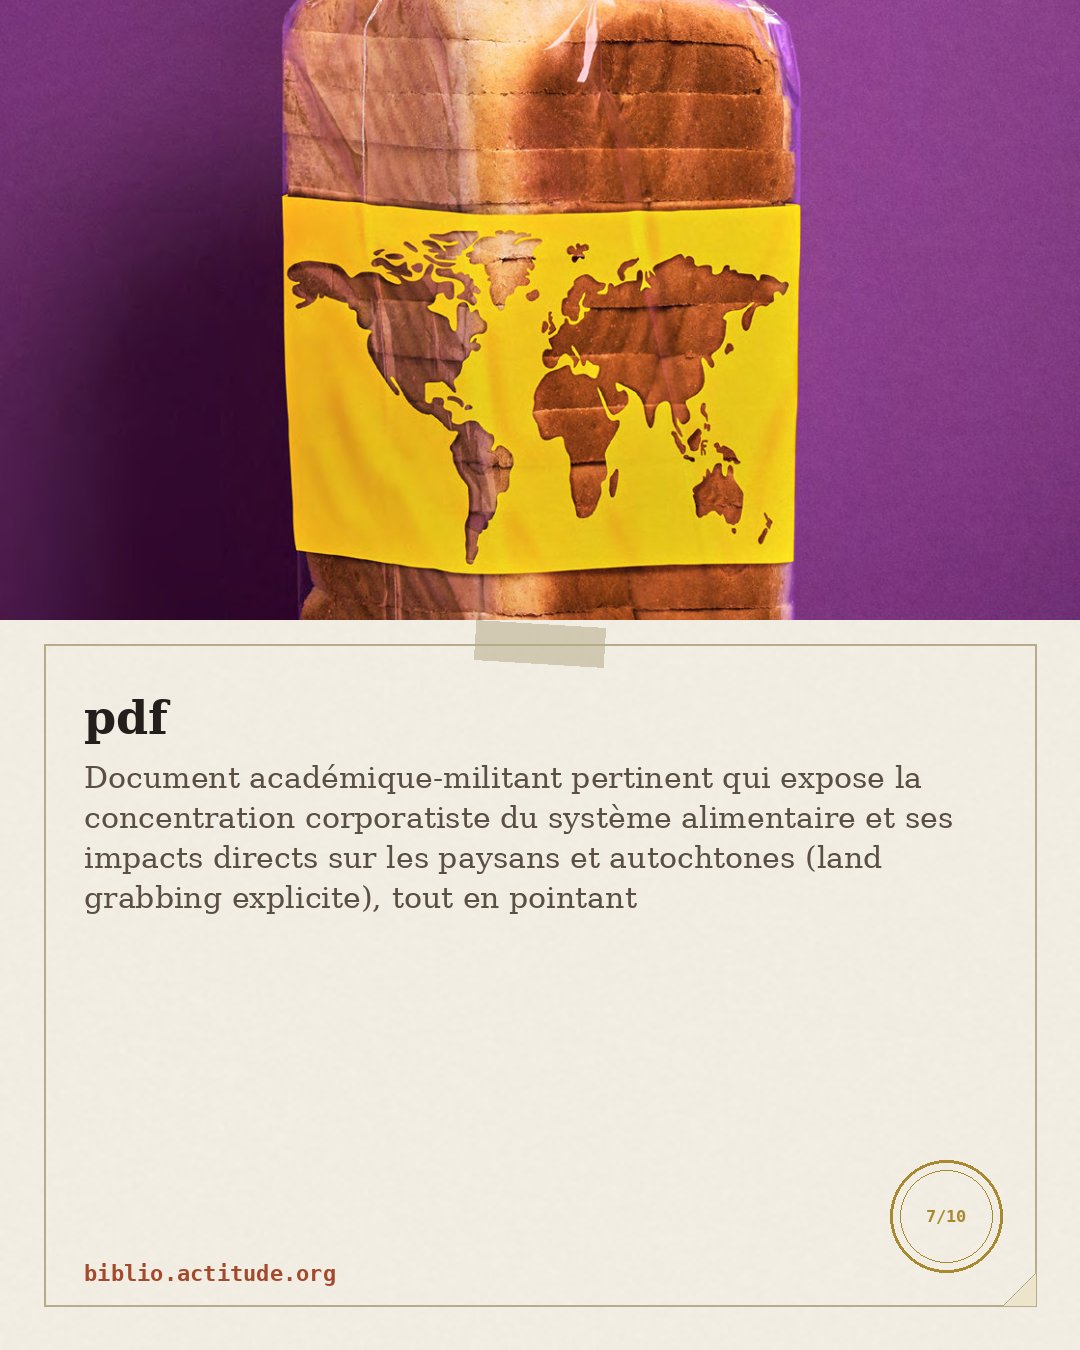 pdf
Document académique-militant pertinent qui expose la
concentration corporatiste du système alimentaire et ses
impacts directs sur les paysans et autochtones (land
grabbing explicite), tout en pointant
7/10
biblio.actitude.org